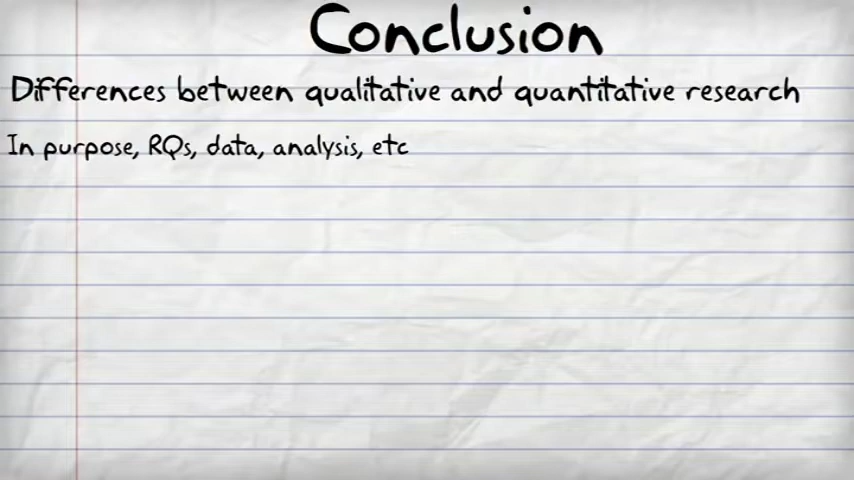 Conclusion
Differences between qualitative and quantitative research
In purpose, RQs, data, analysis, etc